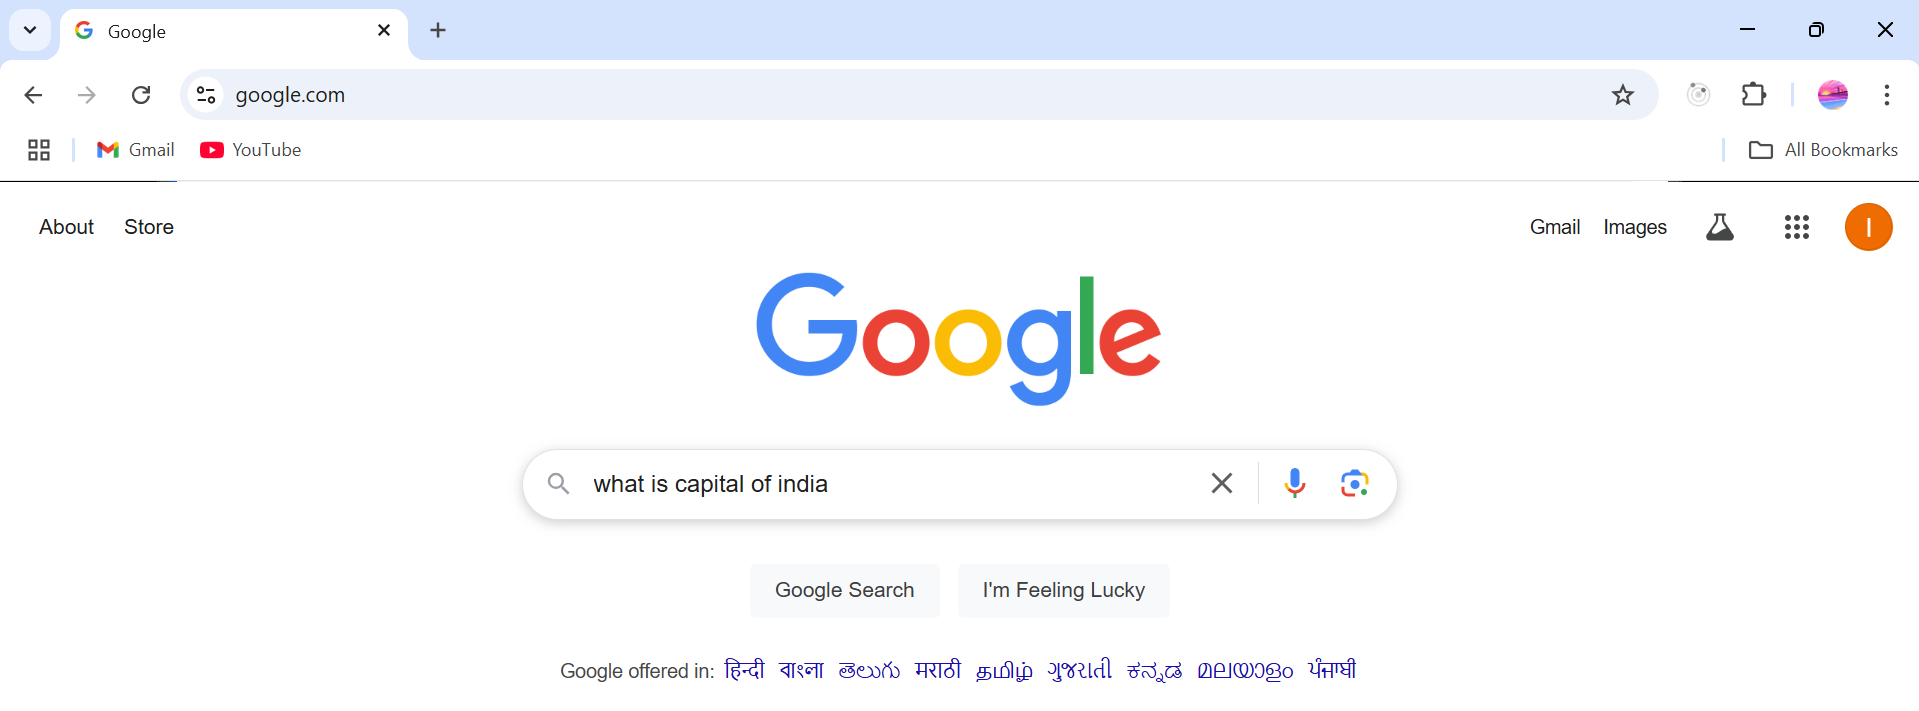 Google
google.com
Gmail YouTube All Bookmarks
About Store Gmail Images I
Google
what is capital of india
Google Search I'm Feeling Lucky
Google offered in: हिन्दी বাংলা తెలుగు मराठी தமிழ் ગુજરાતી ಕನ್ನಡ മലയാളം ਪੰਜਾਬੀ